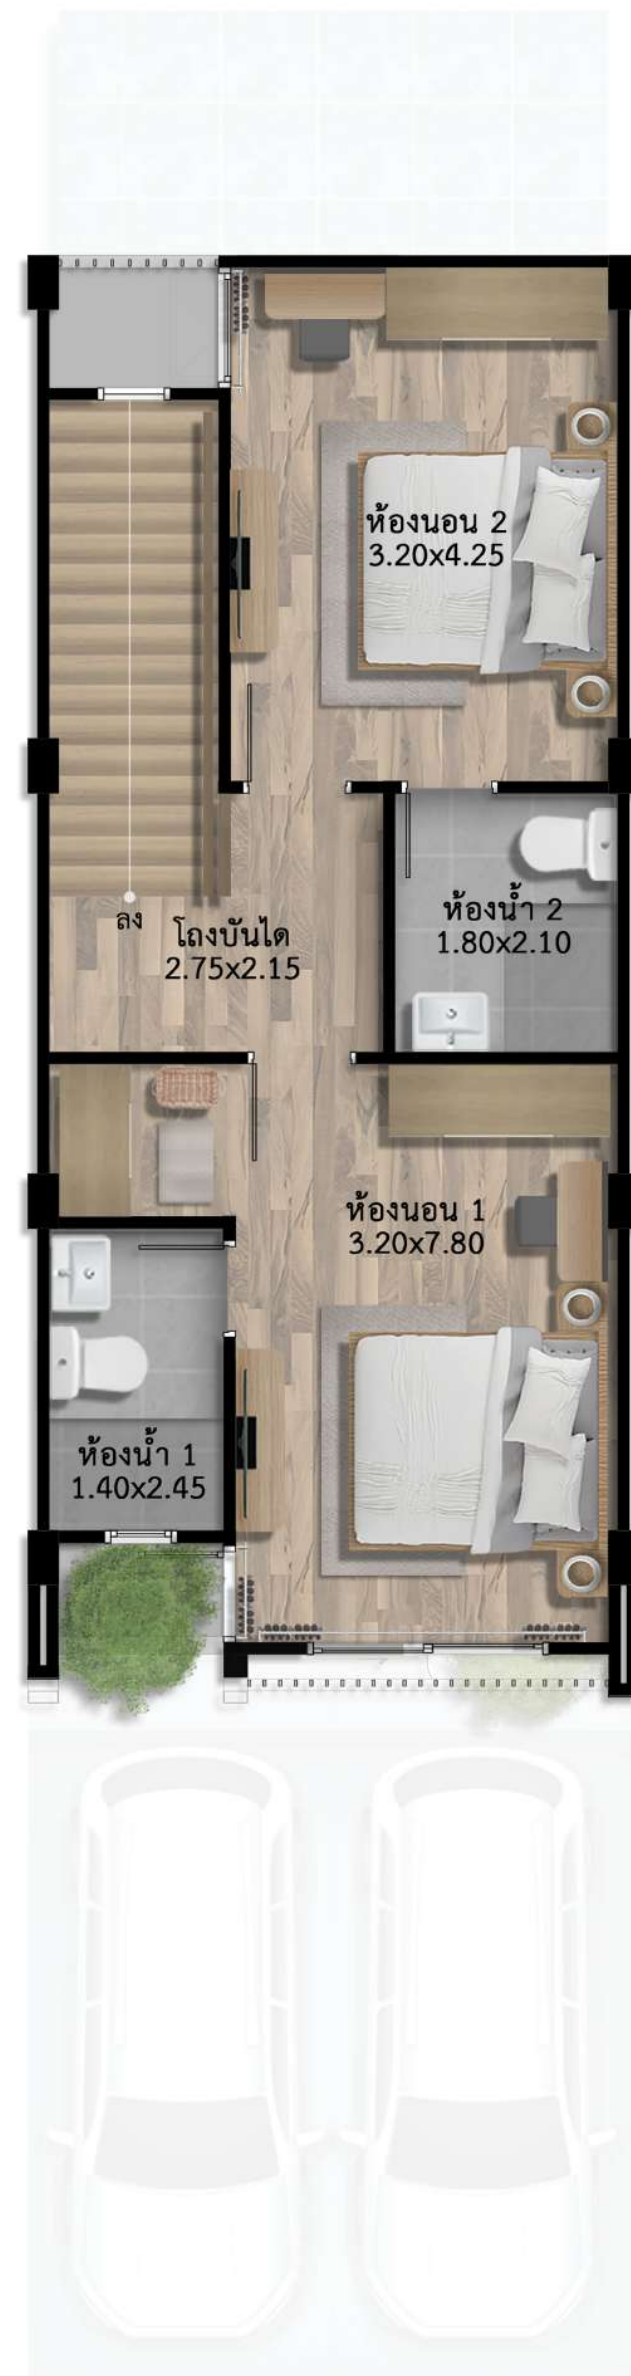 ห้องนอน 2
3.20x4.25
ห้องน้ำ 2
1.80x2.10
ลง
โถงบันได
2.75x2.15
ห้องนอน 1
3.20x7.80
ห้องน้ำ 1
1.40x2.45